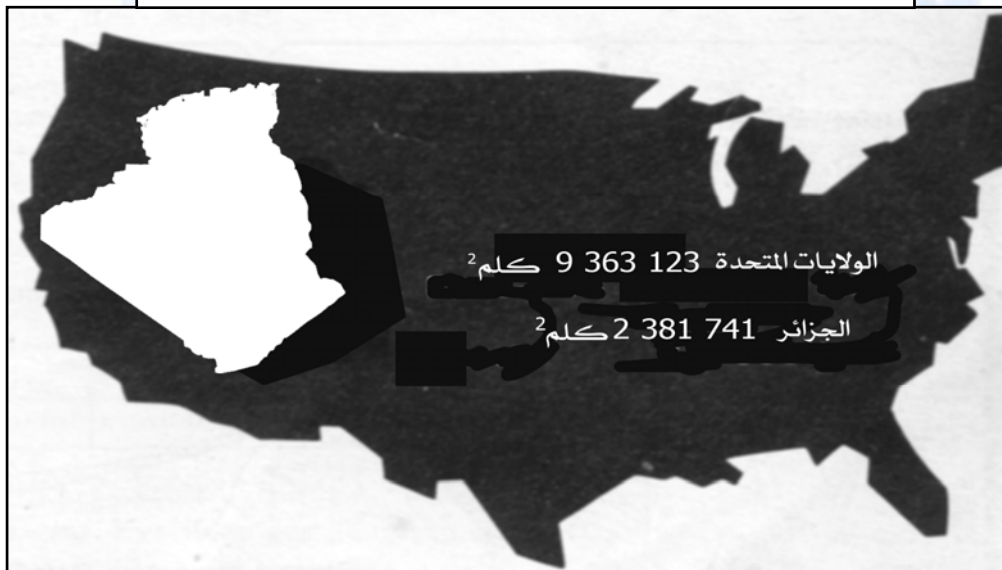 الولايات المتحدة 9 363 123 كلم²
الجزائر 2 381 741 كلم²